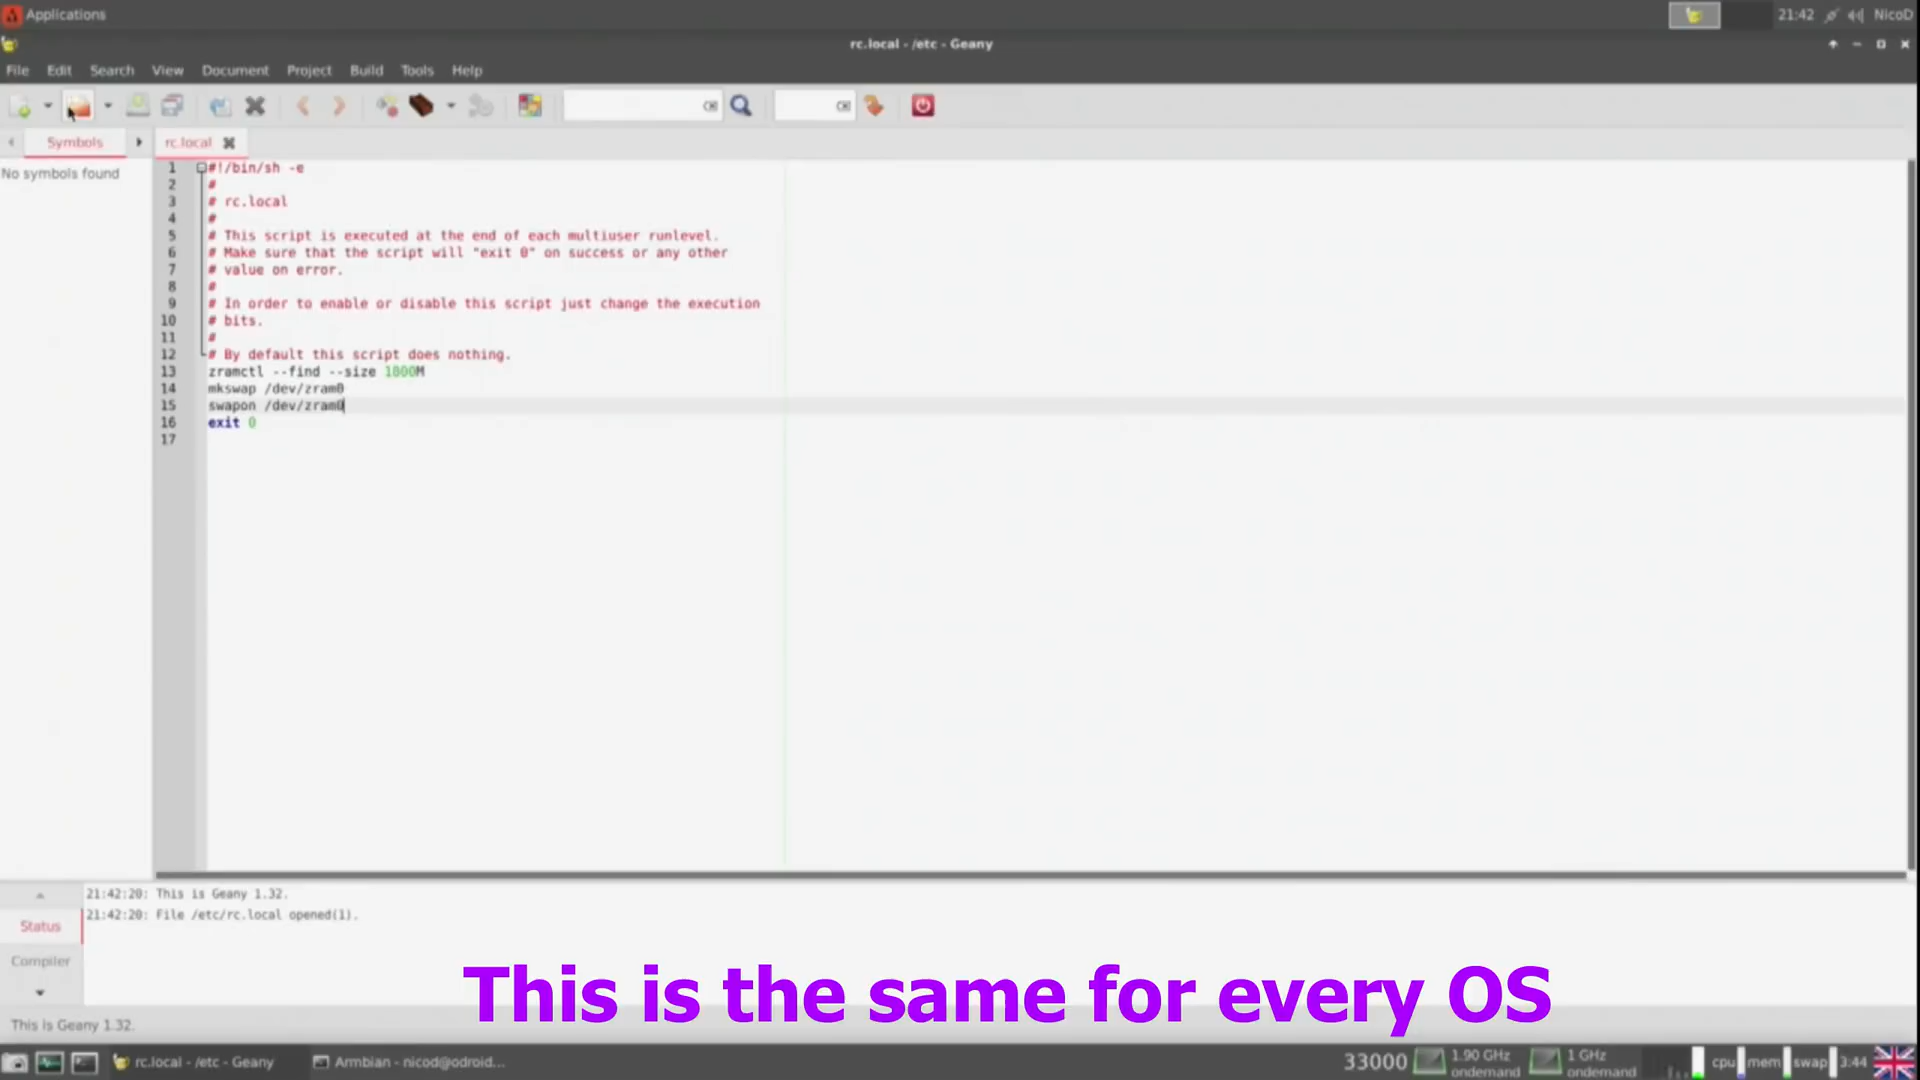 Applications
21:42
NicoD
rc.local - /etc - Geany
File Edit Search View Document Project Build Tools Help
Symbols
rc.local
No symbols found
1 #!/bin/sh -e
2 #
3 # rc.local
4 #
5 # This script is executed at the end of each multiuser runlevel.
6 # Make sure that the script will "exit 0" on success or any other
7 # value on error.
8 #
9 # In order to enable or disable this script just change the execution
10 # bits.
11 #
12 # By default this script does nothing.
13 zramctl --find --size 1800M
14 mkswap /dev/zram0
15 swapon /dev/zram0
16 exit 0
17
21:42:20: This is Geany 1.32.
21:42:20: File /etc/rc.local opened(1).
Status
Compiler
This is the same for every OS
This is Geany 1.32.
rc.local - /etc - Geany
Armbian - nicod@odroid...
33000
1.90 GHz
ondemand
1 GHz
ondemand
cpu mem swap 3:44